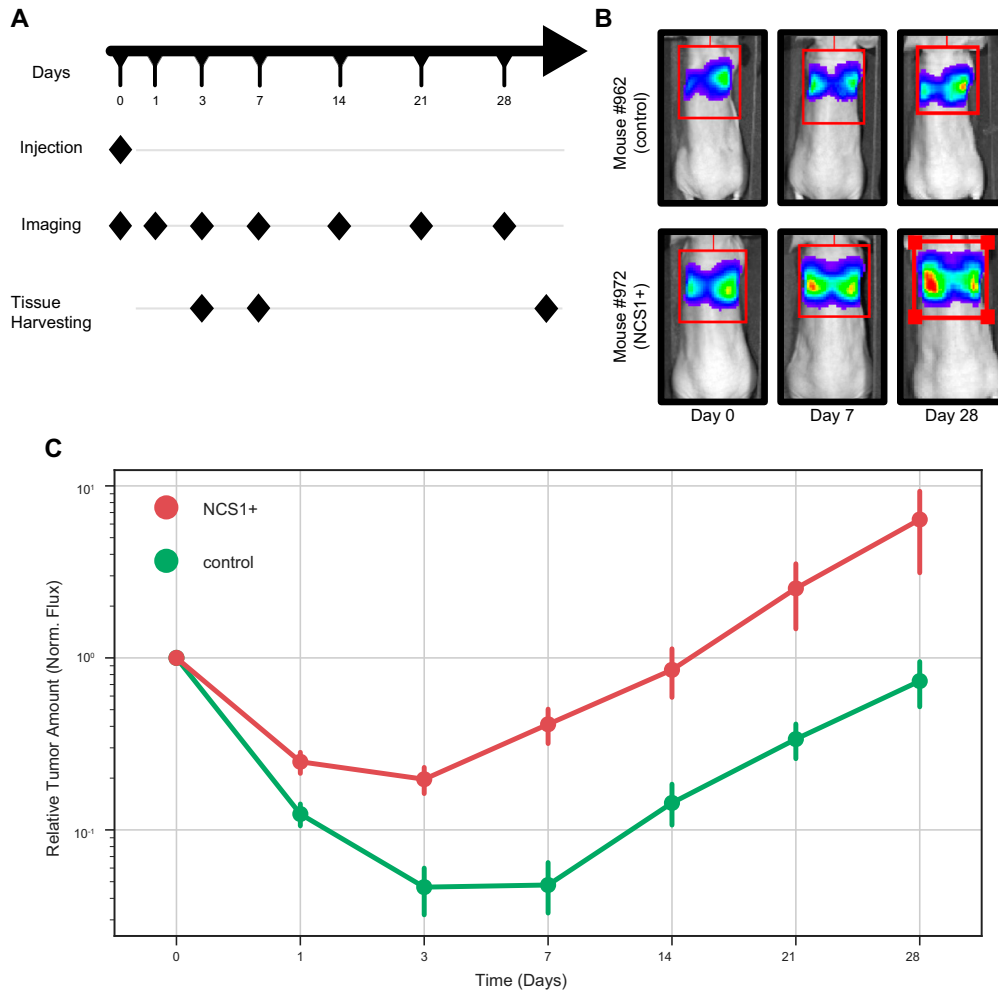 A
Days
0 1 3 7 14 21 28
Injection
Imaging
Tissue
Harvesting
B
Mouse #962
(control)
Mouse #972
(NCS1+)
Day 0 Day 7 Day 28
C
NCS1+
control
Relative Tumor Amount (Norm. Flux)
10¹
10⁰
10⁻¹
0 1 3 7 14 21 28
Time (Days)